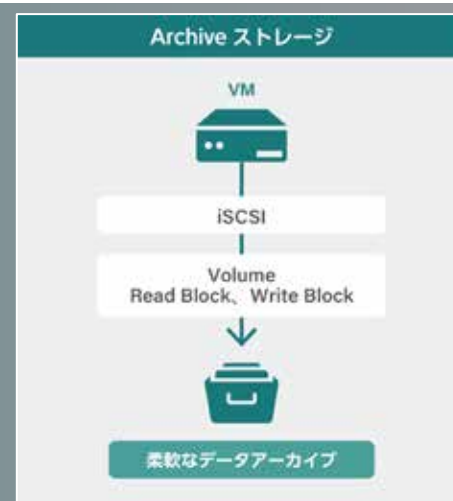 Archive ストレージ
VM
iSCSI
Volume
Read Block、Write Block
柔軟なデータアーカイブ